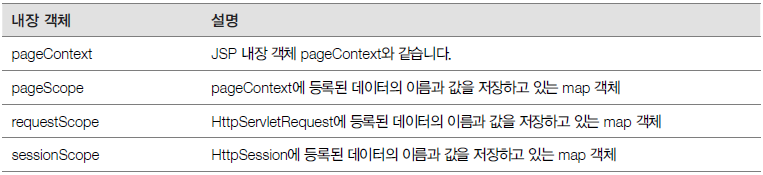 내장 객체 설명
pageContext JSP 내장 객체 pageContext와 같습니다.
pageScope pageContext에 등록된 데이터의 이름과 값을 저장하고 있는 map 객체
requestScope HttpServletRequest에 등록된 데이터의 이름과 값을 저장하고 있는 map 객체
sessionScope HttpSession에 등록된 데이터의 이름과 값을 저장하고 있는 map 객체